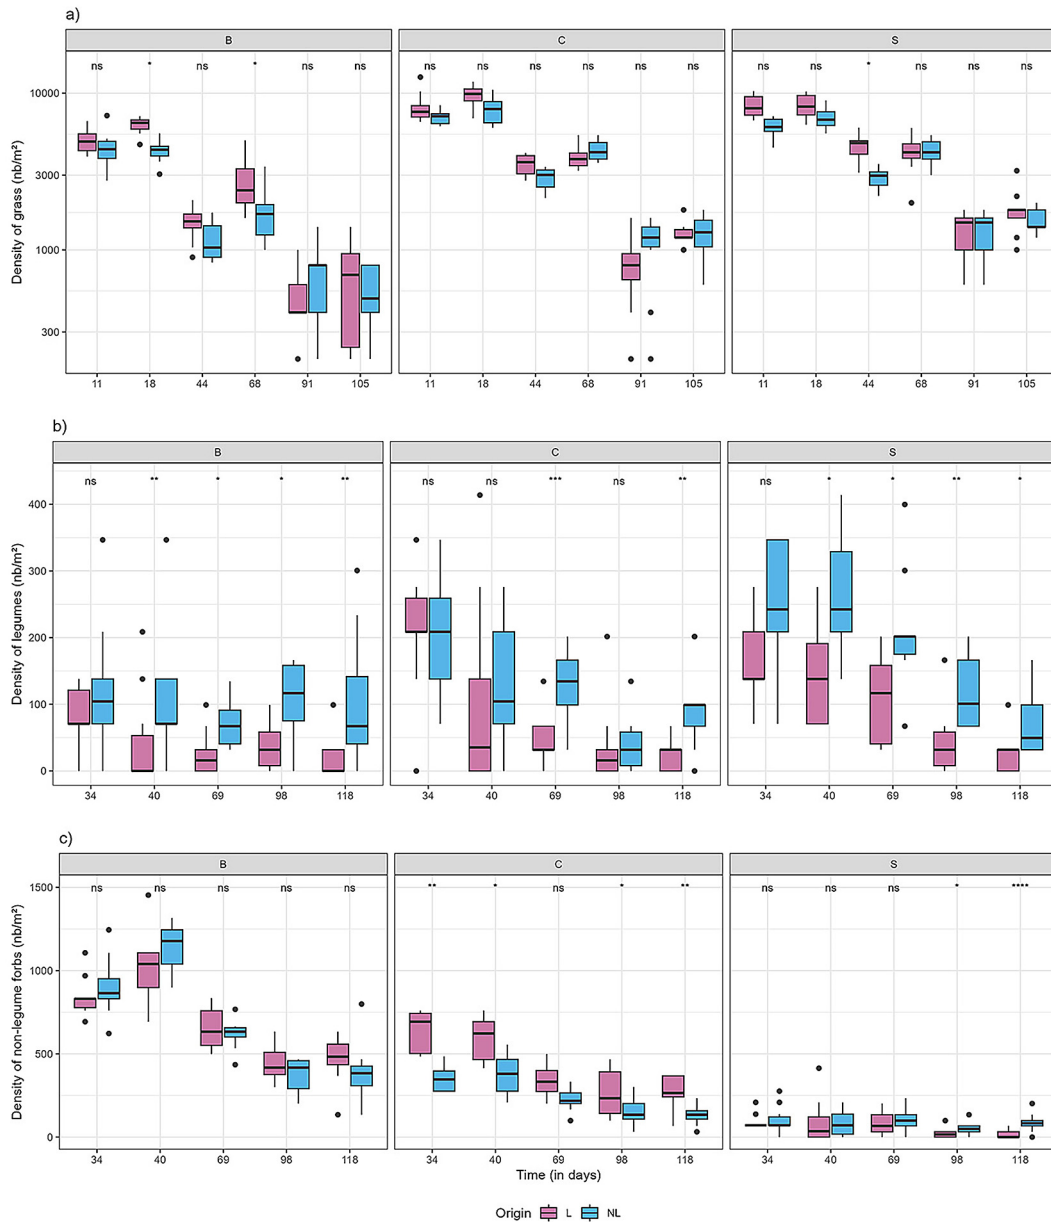 a)
B C S
ns * ns * ns ns ns ns ns ns ns ns ns ns * ns ns ns
Density of grass (nb/m²)
10000
3000
1000
300
11 18 44 68 91 105 11 18 44 68 91 105 11 18 44 68 91 105
b)
B C S
ns ** * * ** ns ns *** ns ** ns * * ** *
Density of legumes (nb/m²)
400
300
200
100
0
34 40 69 98 118 34 40 69 98 118 34 40 69 98 118
c)
B C S
ns ns ns ns ns ** * ns * ** ns ns ns * ****
Density of non-legume forbs (nb/m²)
1500
1000
500
0
34 40 69 98 118 34 40 69 98 118 34 40 69 98 118
Time (in days)
Origin L NL